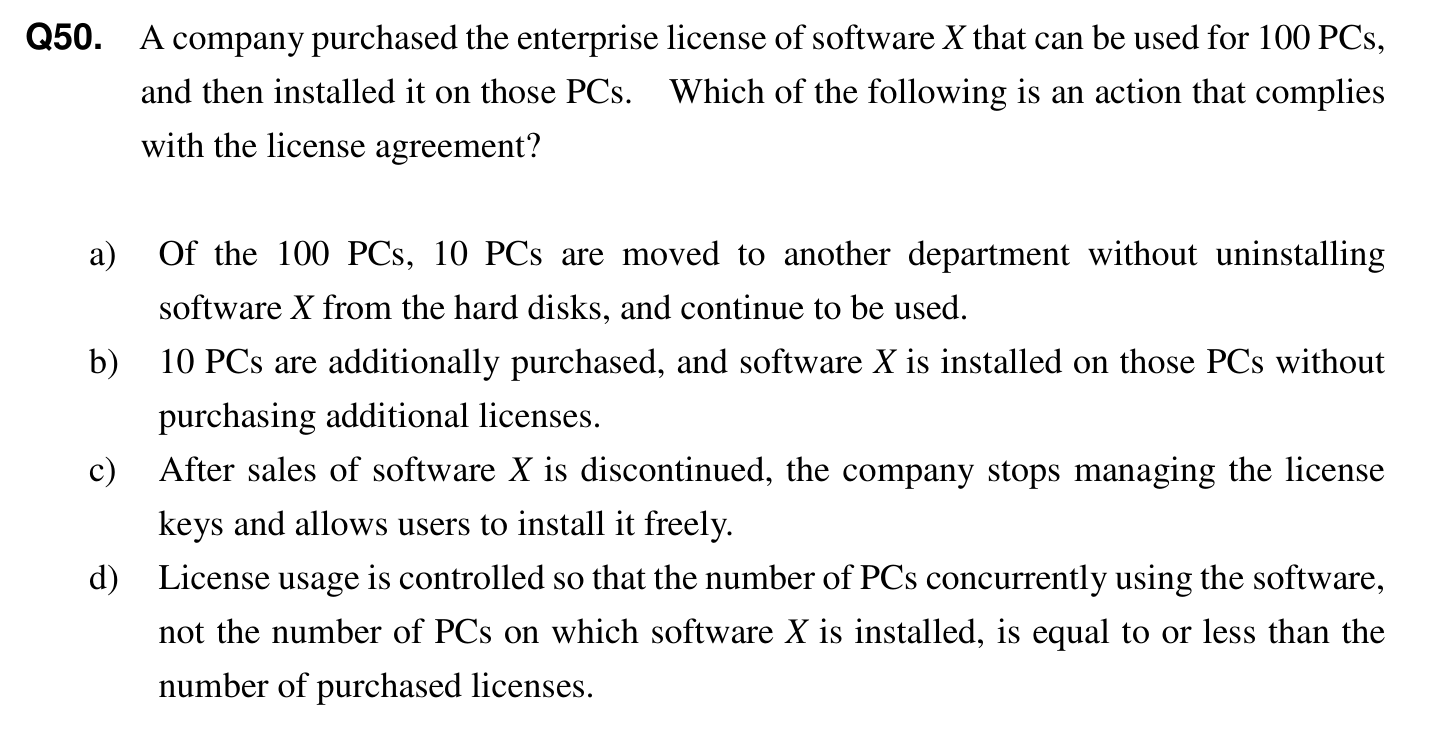 Q50. A company purchased the enterprise license of software X that can be used for 100 PCs,
and then installed it on those PCs. Which of the following is an action that complies
with the license agreement?
a) Of the 100 PCs, 10 PCs are moved to another department without uninstalling
software X from the hard disks, and continue to be used.
b) 10 PCs are additionally purchased, and software X is installed on those PCs without
purchasing additional licenses.
c) After sales of software X is discontinued, the company stops managing the license
keys and allows users to install it freely.
d) License usage is controlled so that the number of PCs concurrently using the software,
not the number of PCs on which software X is installed, is equal to or less than the
number of purchased licenses.